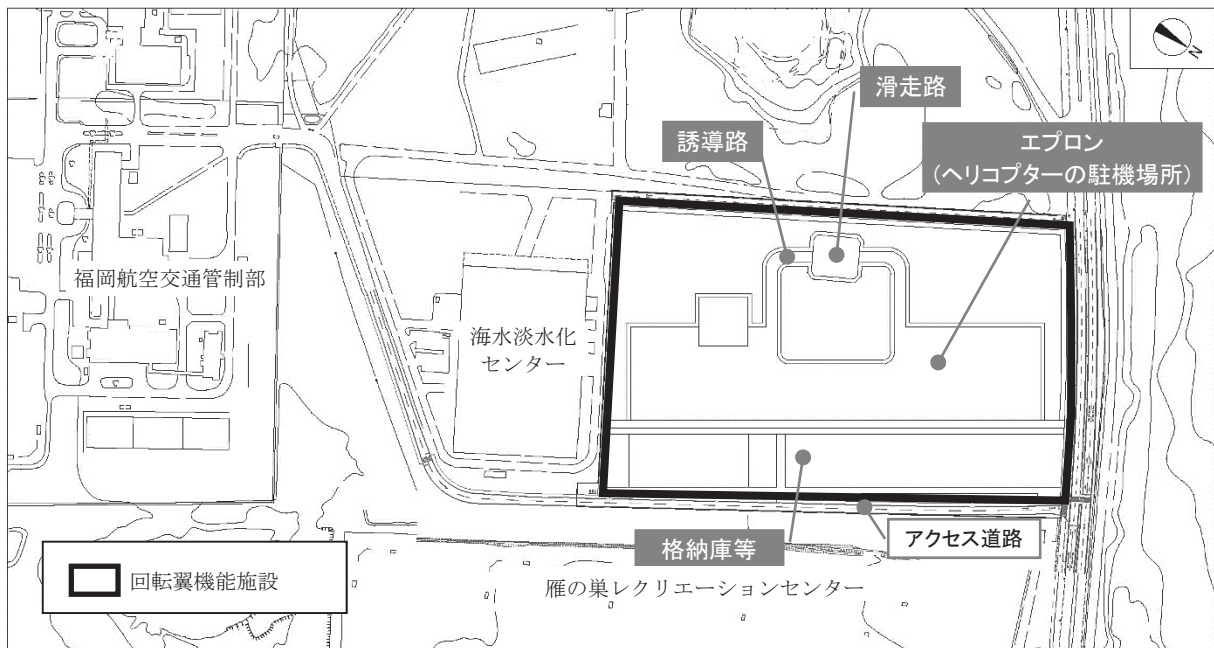 N
滑走路
誘導路
エプロン
(ヘリコプターの駐機場所)
福岡航空交通管制部
海水淡水化
センター
格納庫等
アクセス道路
雁の巣レクリエーションセンター
回転翼機能施設